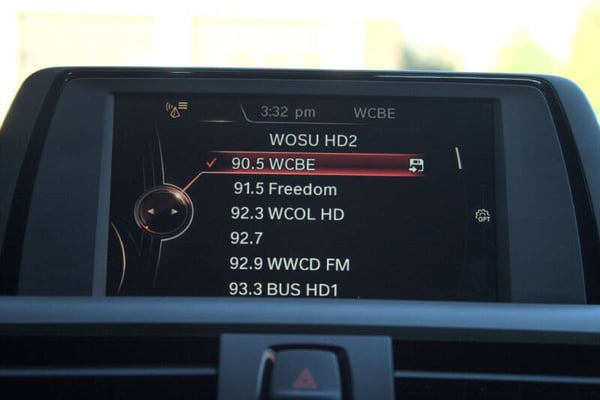 3:32 pm WCBE
WOSU HD2
90.5 WCBE
91.5 Freedom
92.3 WCOL HD
92.7
92.9 WWCD FM
93.3 BUS HD1
OPT